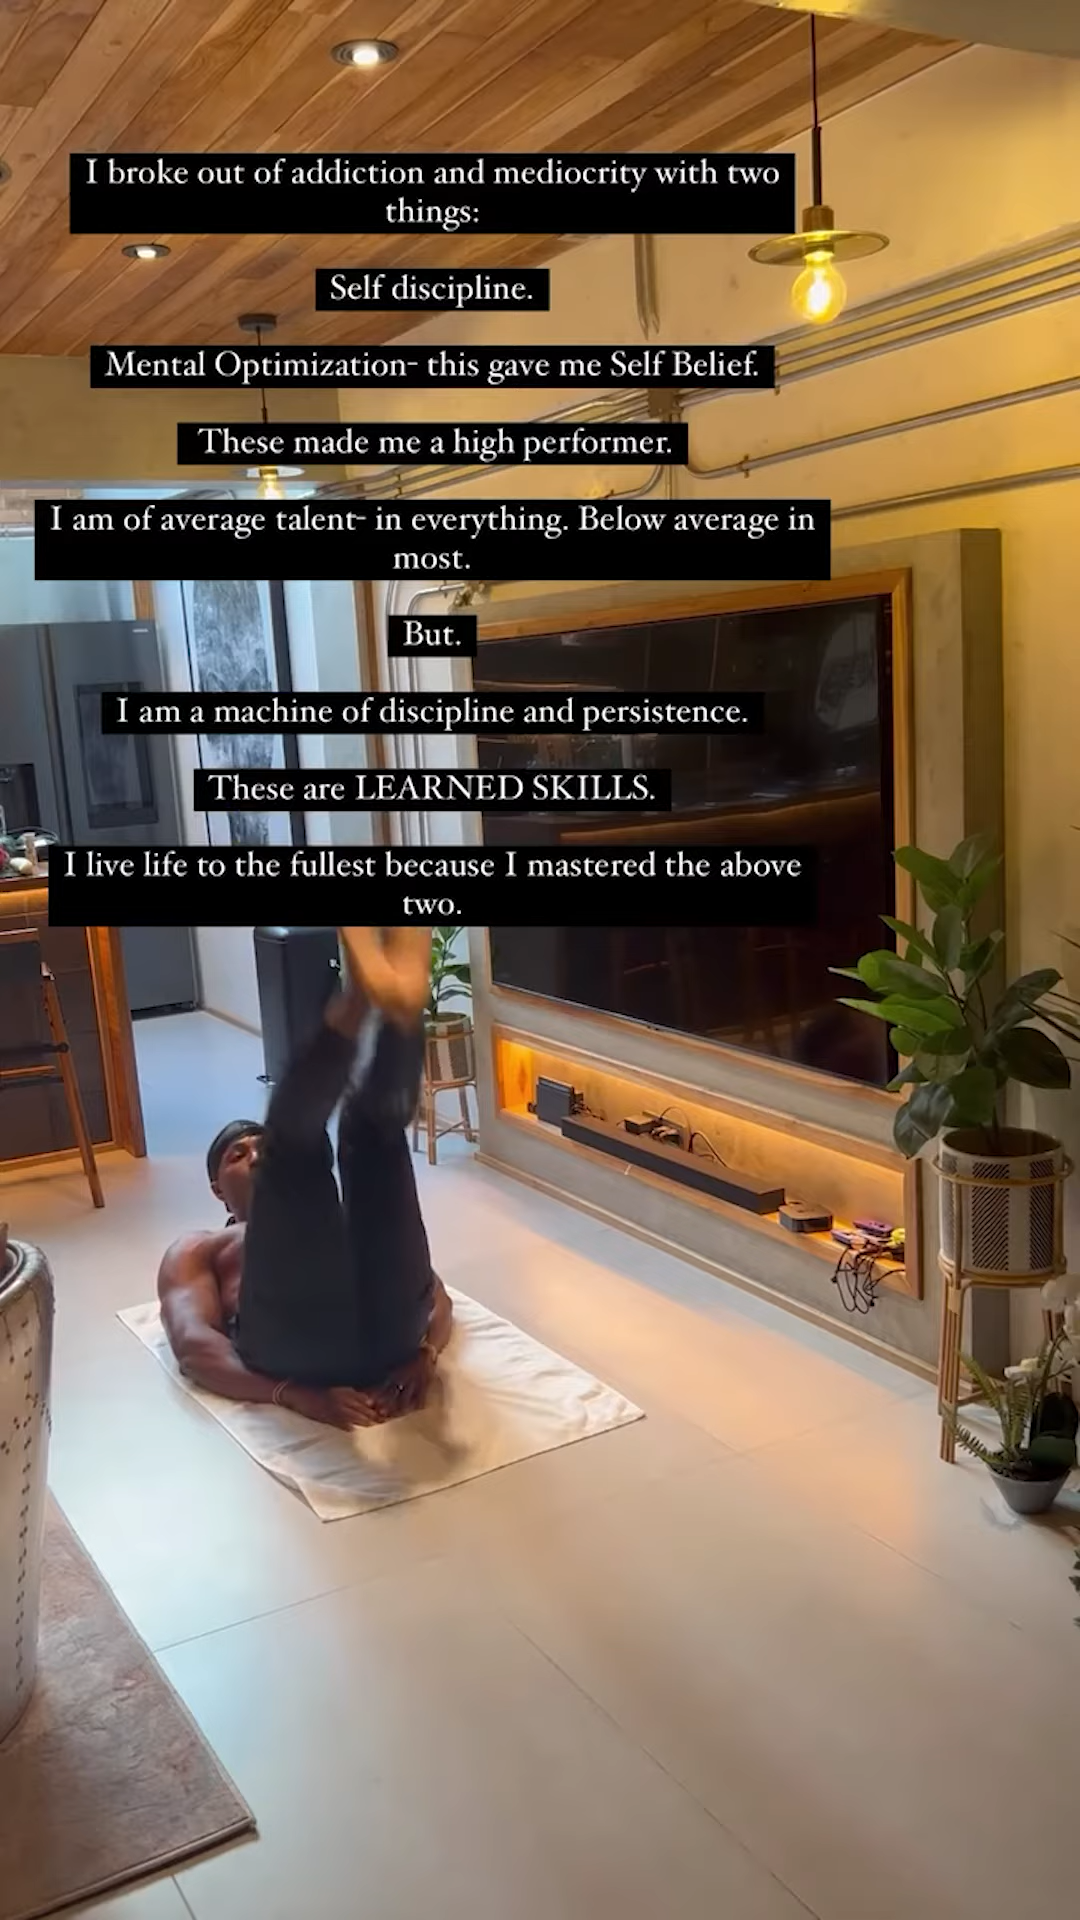 I broke out of addiction and mediocrity with two
things:
Self discipline.
Mental Optimization- this gave me Self Belief.
These made me a high performer.
I am of average talent- in everything. Below average in
most.
But.
I am a machine of discipline and persistence.
These are LEARNED SKILLS.
I live life to the fullest because I mastered the above
two.